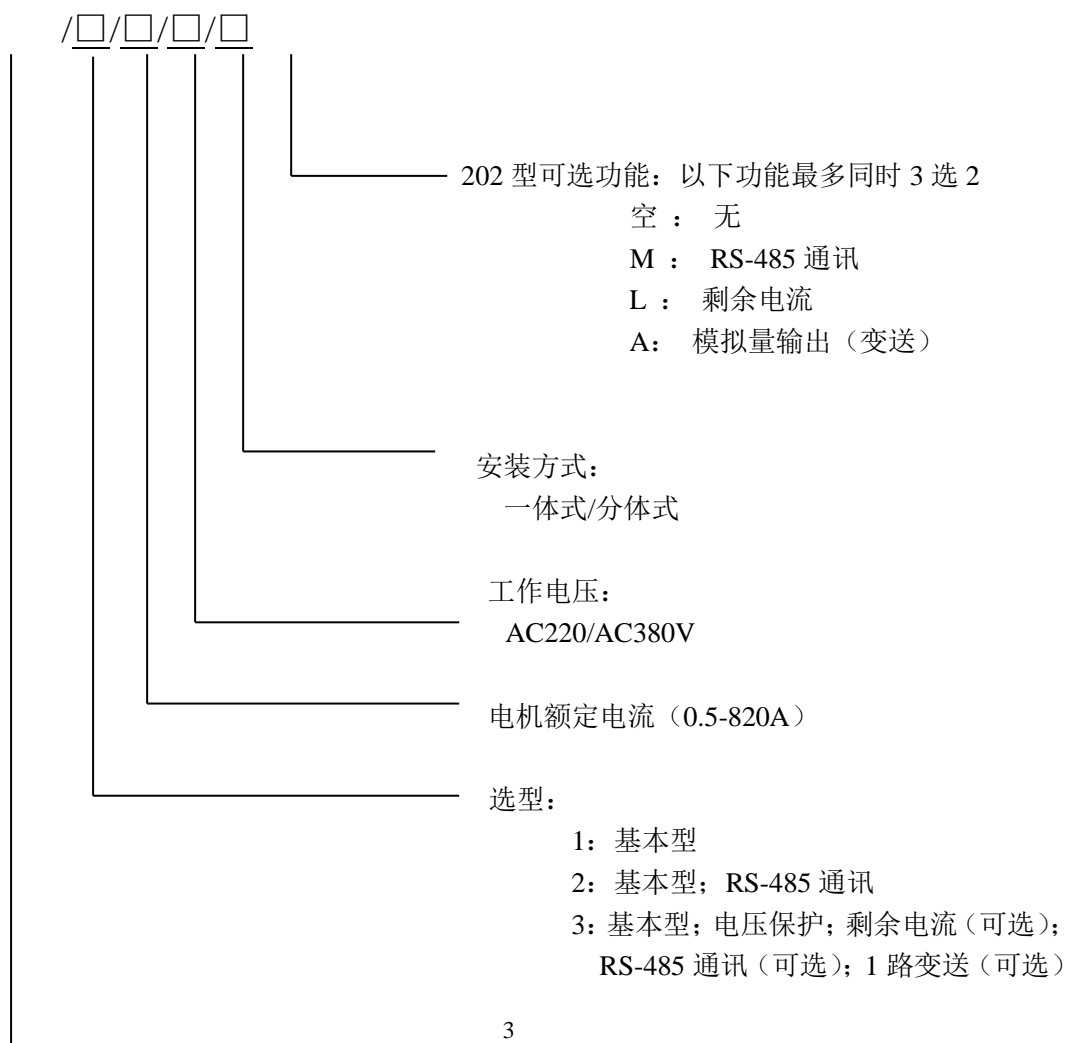 /□/□/□/□
202 型可选功能：以下功能最多同时 3 选 2
空 ： 无
M ： RS-485 通讯
L ： 剩余电流
A： 模拟量输出（变送）
安装方式：
一体式/分体式
工作电压：
AC220/AC380V
电机额定电流（0.5-820A）
选型：
1：基本型
2：基本型；RS-485 通讯
3：基本型；电压保护；剩余电流（可选）；
RS-485 通讯（可选）；1 路变送（可选）
3